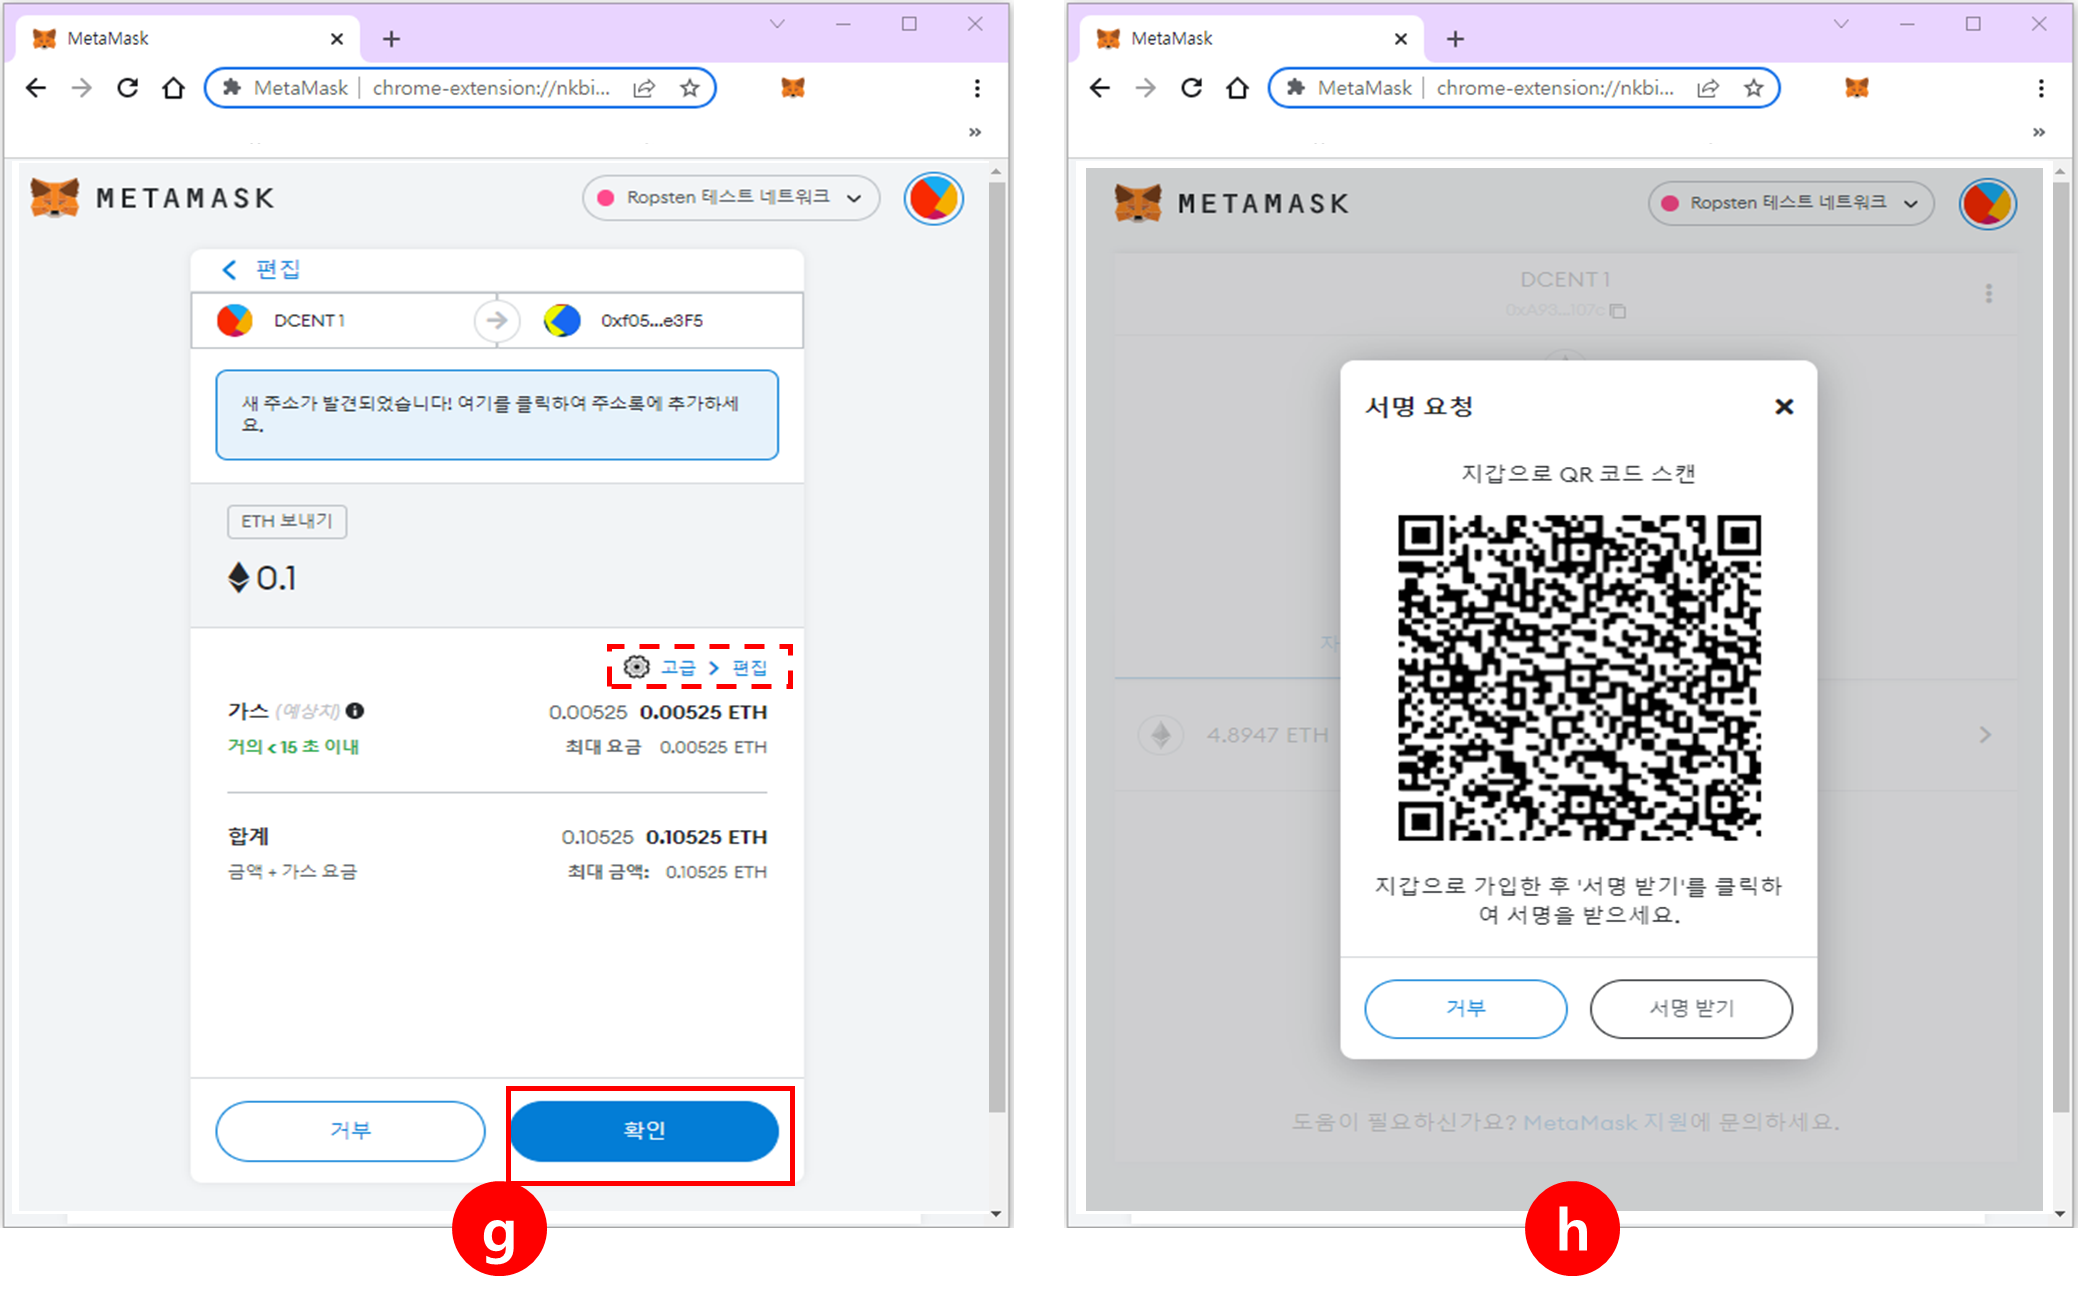 MetaMask
MetaMask | chrome-extension://nkbi...
»
METAMASK
Ropsten 테스트 네트워크
편집
DCENT 1
0xf05...e3F5
새 주소가 발견되었습니다! 여기를 클릭하여 주소록에 추가하세
요.
ETH 보내기
0.1
고급 > 편집
가스 (예상치) 0.00525 0.00525 ETH
거의 < 15 초 이내 최대 요금 0.00525 ETH
합계 0.10525 0.10525 ETH
금액 + 가스 요금 최대 금액: 0.10525 ETH
거부
확인
g
MetaMask
MetaMask | chrome-extension://nkbi...
»
METAMASK
Ropsten 테스트 네트워크
DCENT 1
0xA93...107c
자
4.8947 ETH
서명 요청
지갑으로 QR 코드 스캔
지갑으로 가입한 후 '서명 받기'를 클릭하
여 서명을 받으세요.
거부
서명 받기
도움이 필요하신가요? MetaMask 지원에 문의하세요.
h